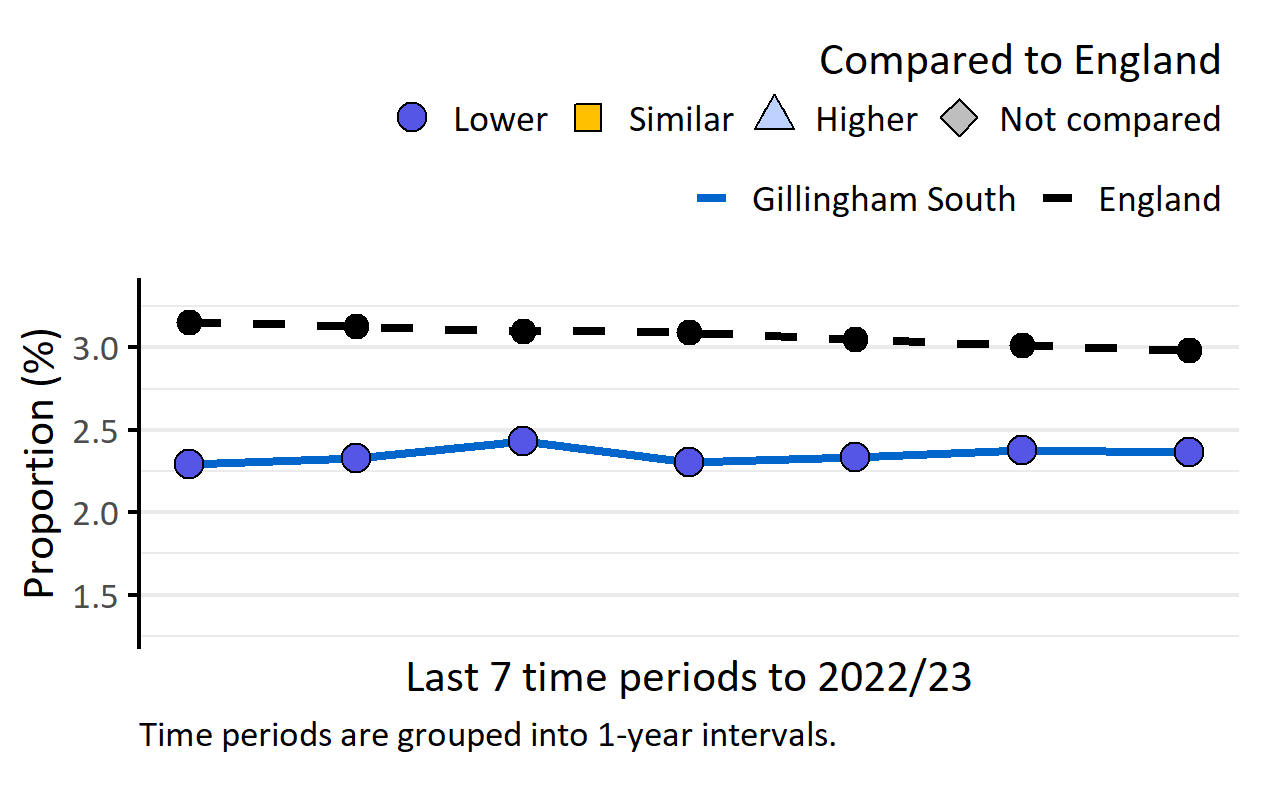 Compared to England
Lower Similar Higher Not compared
Gillingham South England
Proportion (%)
3.0
2.5
2.0
1.5
Last 7 time periods to 2022/23
Time periods are grouped into 1-year intervals.